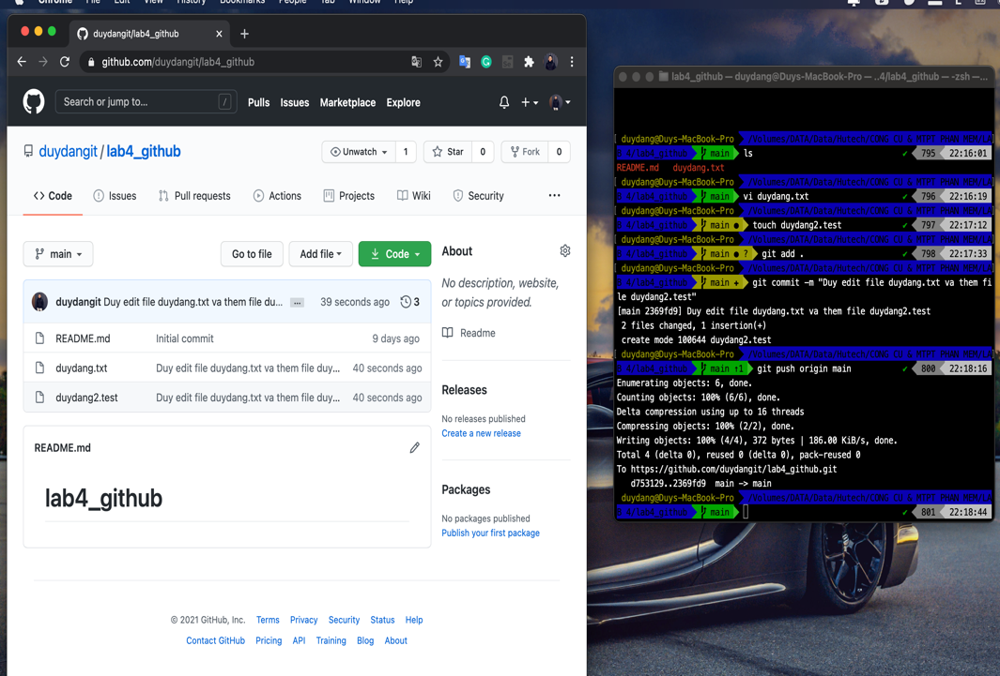 Chrome File Edit View History Bookmarks People Tab Window Help
duydangit/lab4_github
github.com/duydangit/lab4_github
Search or jump to... /
Pulls Issues Marketplace Explore
duydangit / lab4_github
Unwatch 1 Star 0 Fork 0
Code Issues Pull requests Actions Projects Wiki Security ...
main Go to file Add file Code
duydangit Duy edit file duydang.txt va them file du... ... 39 seconds ago 3
README.md Initial commit 9 days ago
duydang.txt Duy edit file duydang.txt va them file duy... 40 seconds ago
duydang2.test Duy edit file duydang.txt va them file duy... 40 seconds ago
README.md
lab4_github
About
No description, website,
or topics provided.
Readme
Releases
No releases published
Create a new release
Packages
No packages published
Publish your first package
© 2021 GitHub, Inc. Terms Privacy Security Status Help
Contact GitHub Pricing API Training Blog About
lab4_github — duydang@Duys-MacBook-Pro — ..4/lab4_github — -zsh —...
duydang@Duys-MacBook-Pro /Volumes/DATA/Data/Hutech/CONG CU & MTPT PHAN MEM/LA
B 4/lab4_github main ls ✓ 795 22:16:01
README.md duydang.txt
duydang@Duys-MacBook-Pro /Volumes/DATA/Data/Hutech/CONG CU & MTPT PHAN MEM/LA
B 4/lab4_github main vi duydang.txt ✓ 796 22:16:19
duydang@Duys-MacBook-Pro /Volumes/DATA/Data/Hutech/CONG CU & MTPT PHAN MEM/LA
B 4/lab4_github main ● touch duydang2.test ✓ 797 22:17:12
duydang@Duys-MacBook-Pro /Volumes/DATA/Data/Hutech/CONG CU & MTPT PHAN MEM/LA
B 4/lab4_github main ● ? git add . ✓ 798 22:17:33
duydang@Duys-MacBook-Pro /Volumes/DATA/Data/Hutech/CONG CU & MTPT PHAN MEM/LA
B 4/lab4_github main + git commit -m "Duy edit file duydang.txt va them fi
le duydang2.test"
[main 2369fd9] Duy edit file duydang.txt va them file duydang2.test
2 files changed, 1 insertion(+)
create mode 100644 duydang2.test
duydang@Duys-MacBook-Pro /Volumes/DATA/Data/Hutech/CONG CU & MTPT PHAN MEM/LA
B 4/lab4_github main ↑1 git push origin main ✓ 800 22:18:16
Enumerating objects: 6, done.
Counting objects: 100% (6/6), done.
Delta compression using up to 16 threads
Compressing objects: 100% (2/2), done.
Writing objects: 100% (4/4), 372 bytes | 186.00 KiB/s, done.
Total 4 (delta 0), reused 0 (delta 0), pack-reused 0
To https://github.com/duydangit/lab4_github.git
d753129..2369fd9 main -> main
duydang@Duys-MacBook-Pro /Volumes/DATA/Data/Hutech/CONG CU & MTPT PHAN MEM/LA
B 4/lab4_github main ✓ 801 22:18:44